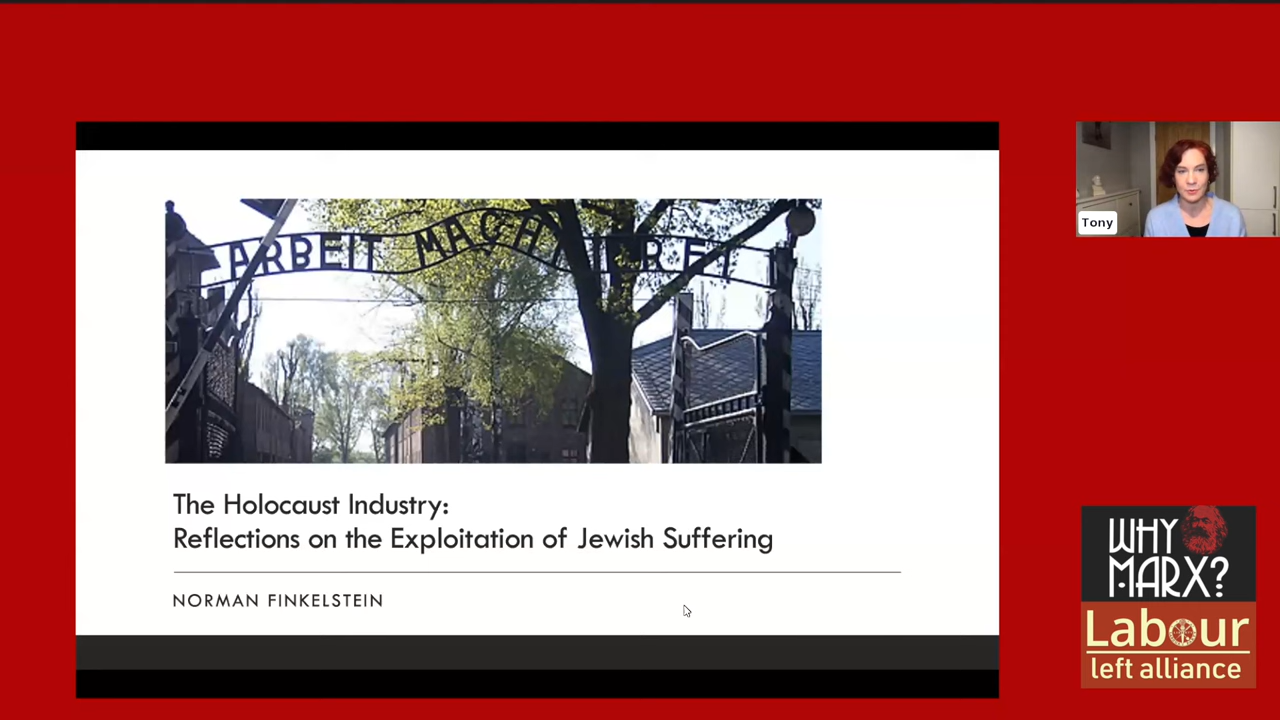 ARBEIT MACHT FREI
Tony
The Holocaust Industry:
Reflections on the Exploitation of Jewish Suffering
NORMAN FINKELSTEIN
WHY
MARX?
Labour
left alliance